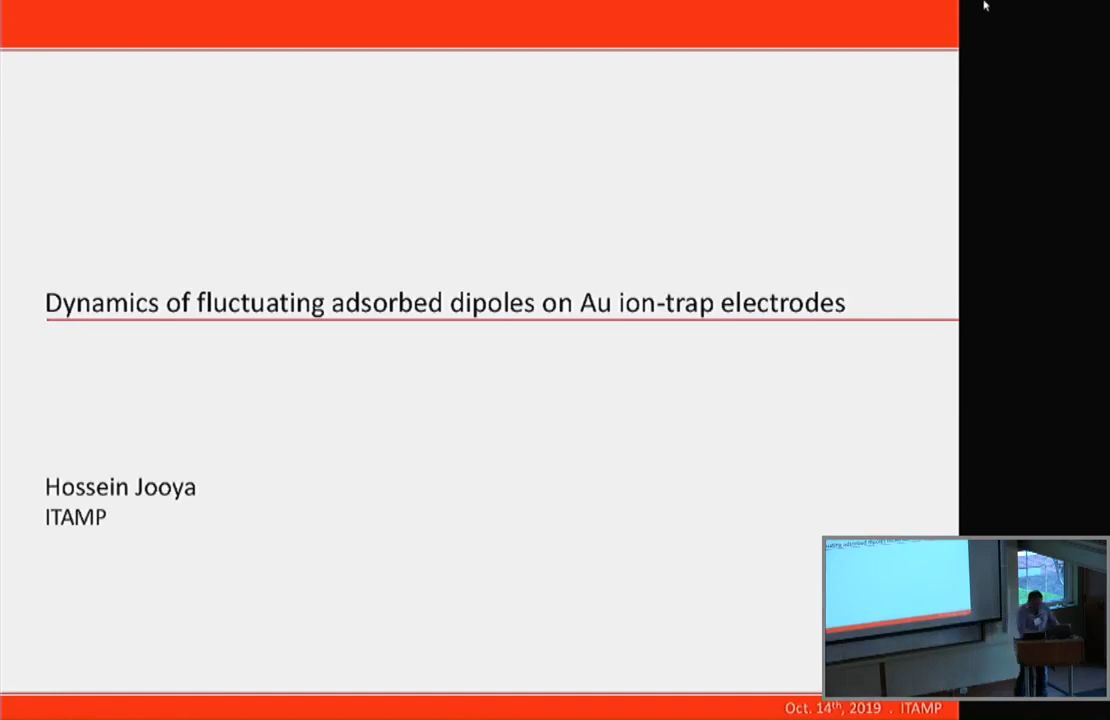 Dynamics of fluctuating adsorbed dipoles on Au ion-trap electrodes
Hossein Jooya
ITAMP
Oct. 14th, 2019 . ITAMP